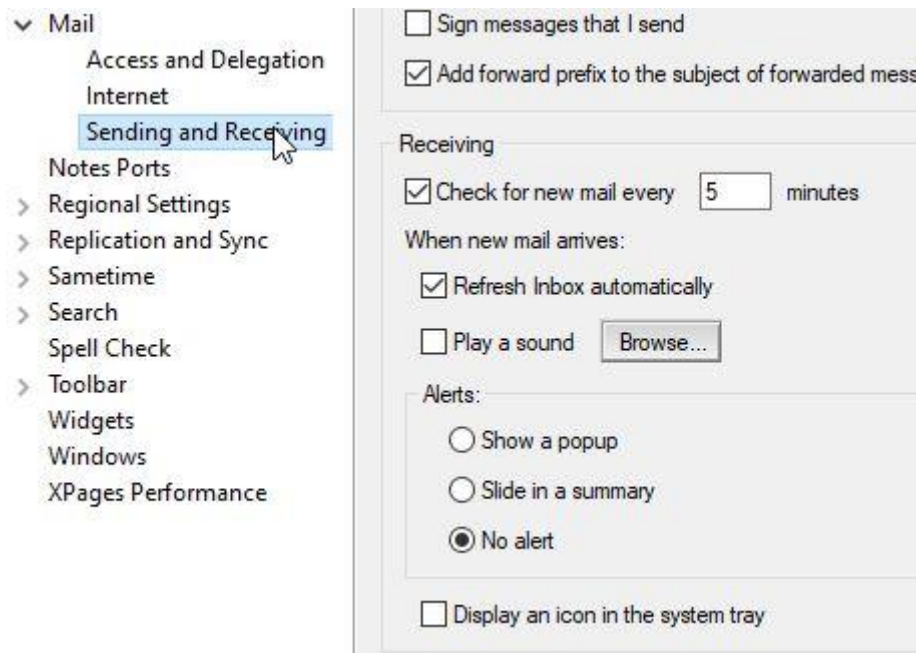 Mail
Access and Delegation
Internet
Sending and Receiving
Notes Ports
Regional Settings
Replication and Sync
Sametime
Search
Spell Check
Toolbar
Widgets
Windows
XPages Performance
Sign messages that I send
Add forward prefix to the subject of forwarded mess
Receiving
Check for new mail every 5 minutes
When new mail arrives:
Refresh Inbox automatically
Play a sound Browse...
Alerts:
Show a popup
Slide in a summary
No alert
Display an icon in the system tray